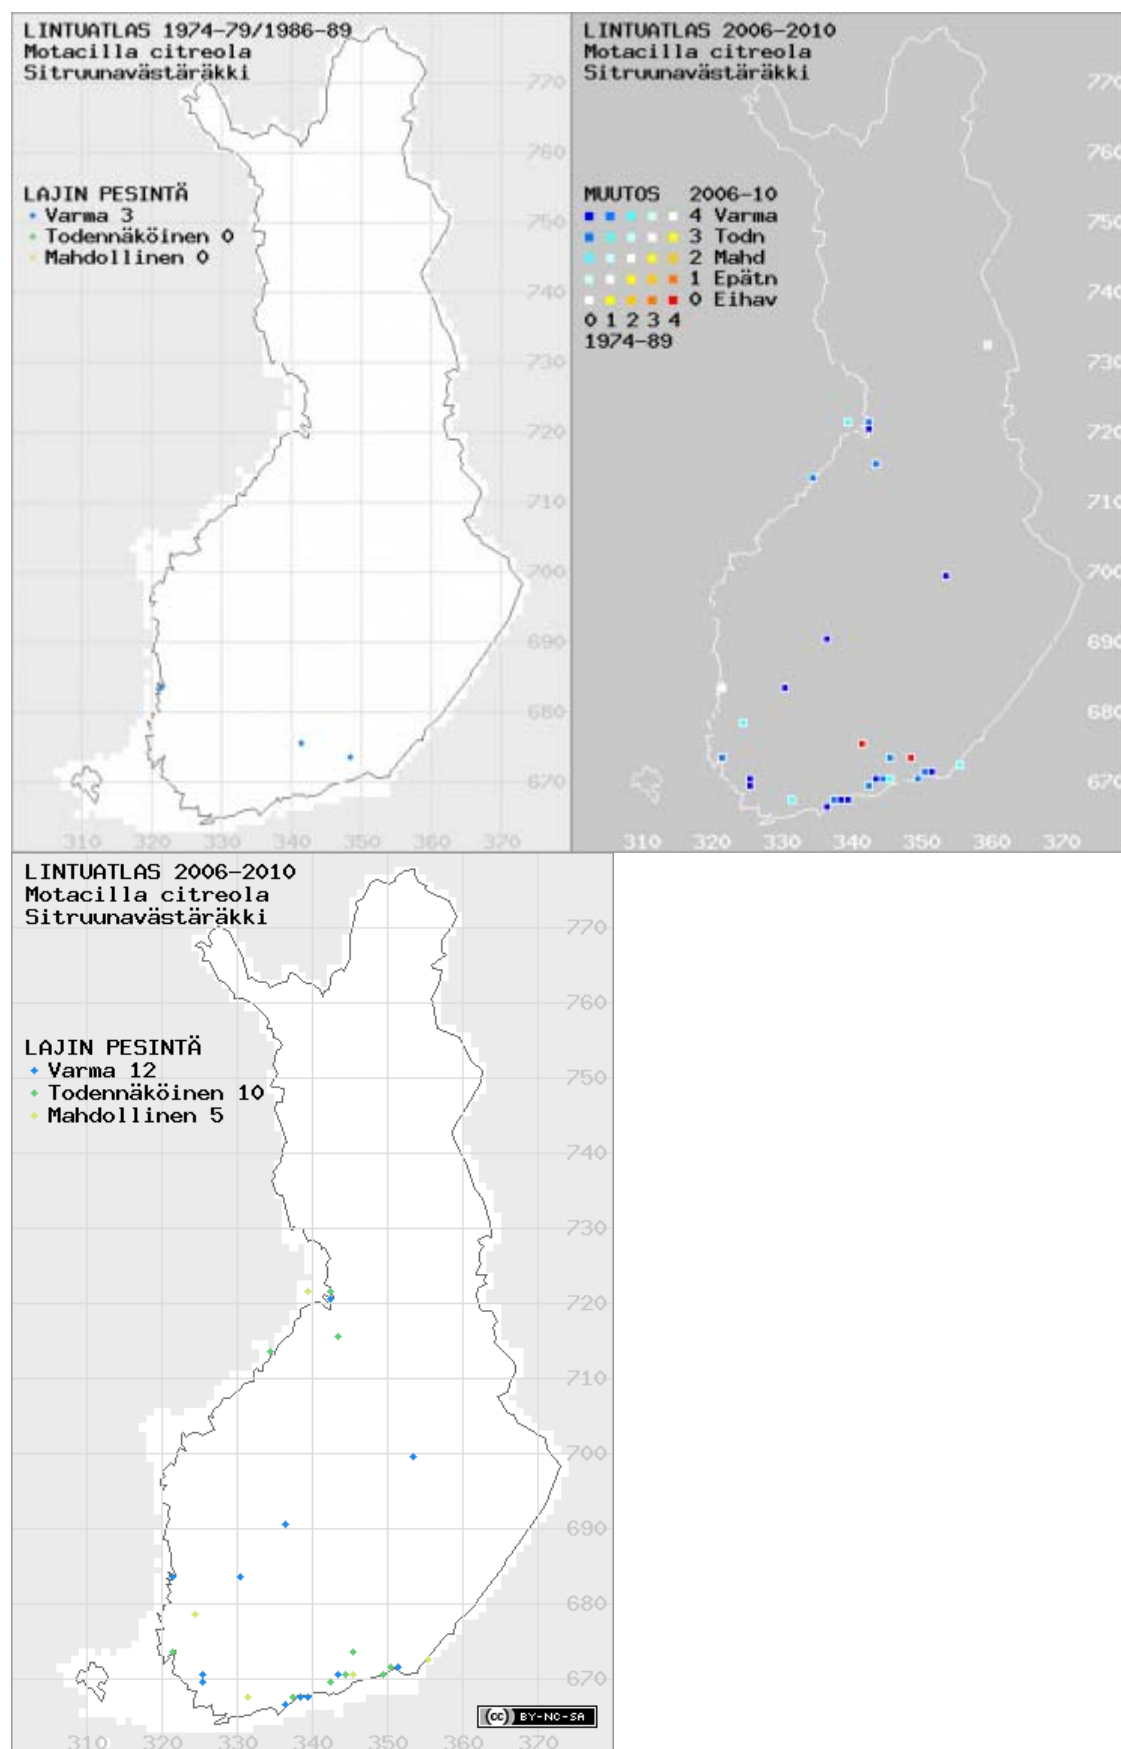 LINTUATLAS 1974-79/1986-89
Motacilla citreola
Sitruunavästäräkki
LAJIN PESINTÄ
Varma 3
Todennäköinen 0
Mahdollinen 0
770
760
750
740
730
720
710
700
690
680
670
310 320 330 340 350 360 370
LINTUATLAS 2006-2010
Motacilla citreola
Sitruunavästäräkki
MUUTOS 2006-10
4 Varma
3 Todn
2 Mahd
1 Epätn
0 Eihav
0 1 2 3 4
1974-89
770
760
750
740
730
720
710
700
690
680
670
310 320 330 340 350 360 370
LINTUATLAS 2006-2010
Motacilla citreola
Sitruunavästäräkki
LAJIN PESINTÄ
Varma 12
Todennäköinen 10
Mahdollinen 5
770
760
750
740
730
720
710
700
690
680
670
310 320 330 340 350 360 370
(cc) BY-NC-SA